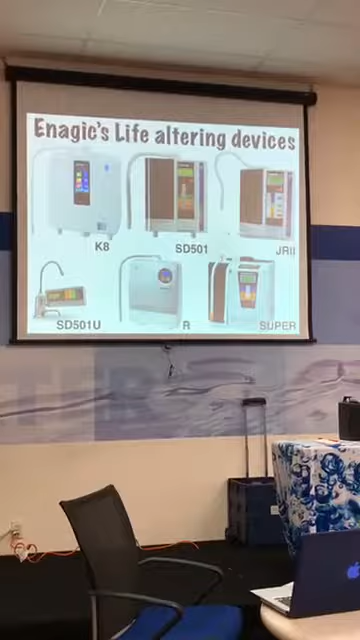 Enagic's Life altering devices
K8
SD501
JRII
SD501U
R
SUPER